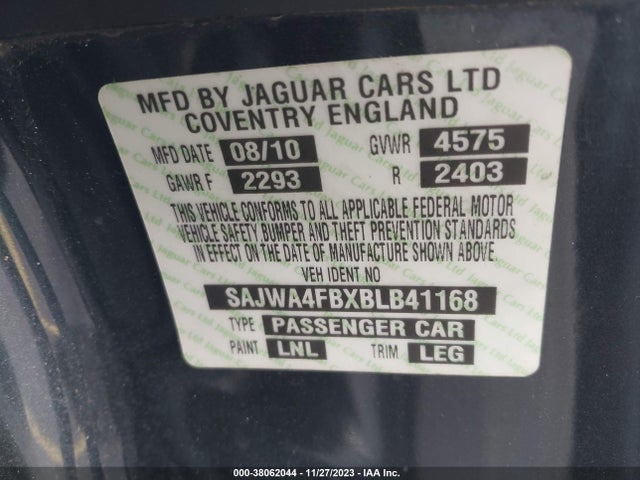 MFD BY JAGUAR CARS LTD
COVENTRY ENGLAND
MFD DATE 08/10 GVWR 4575
GAWR F 2293 R 2403
THIS VEHICLE CONFORMS TO ALL APPLICABLE FEDERAL MOTOR
VEHICLE SAFETY BUMPER AND THEFT PREVENTION STANDARDS
IN EFFECT ON THE DATE OF MANUFACTURE SHOWN ABOVE
VEH IDENT NO
SAJWA4FBXBLB41168
TYPE PASSENGER CAR
PAINT LNL TRIM LEG
000-38062044 - 11/27/2023 - IAA Inc.